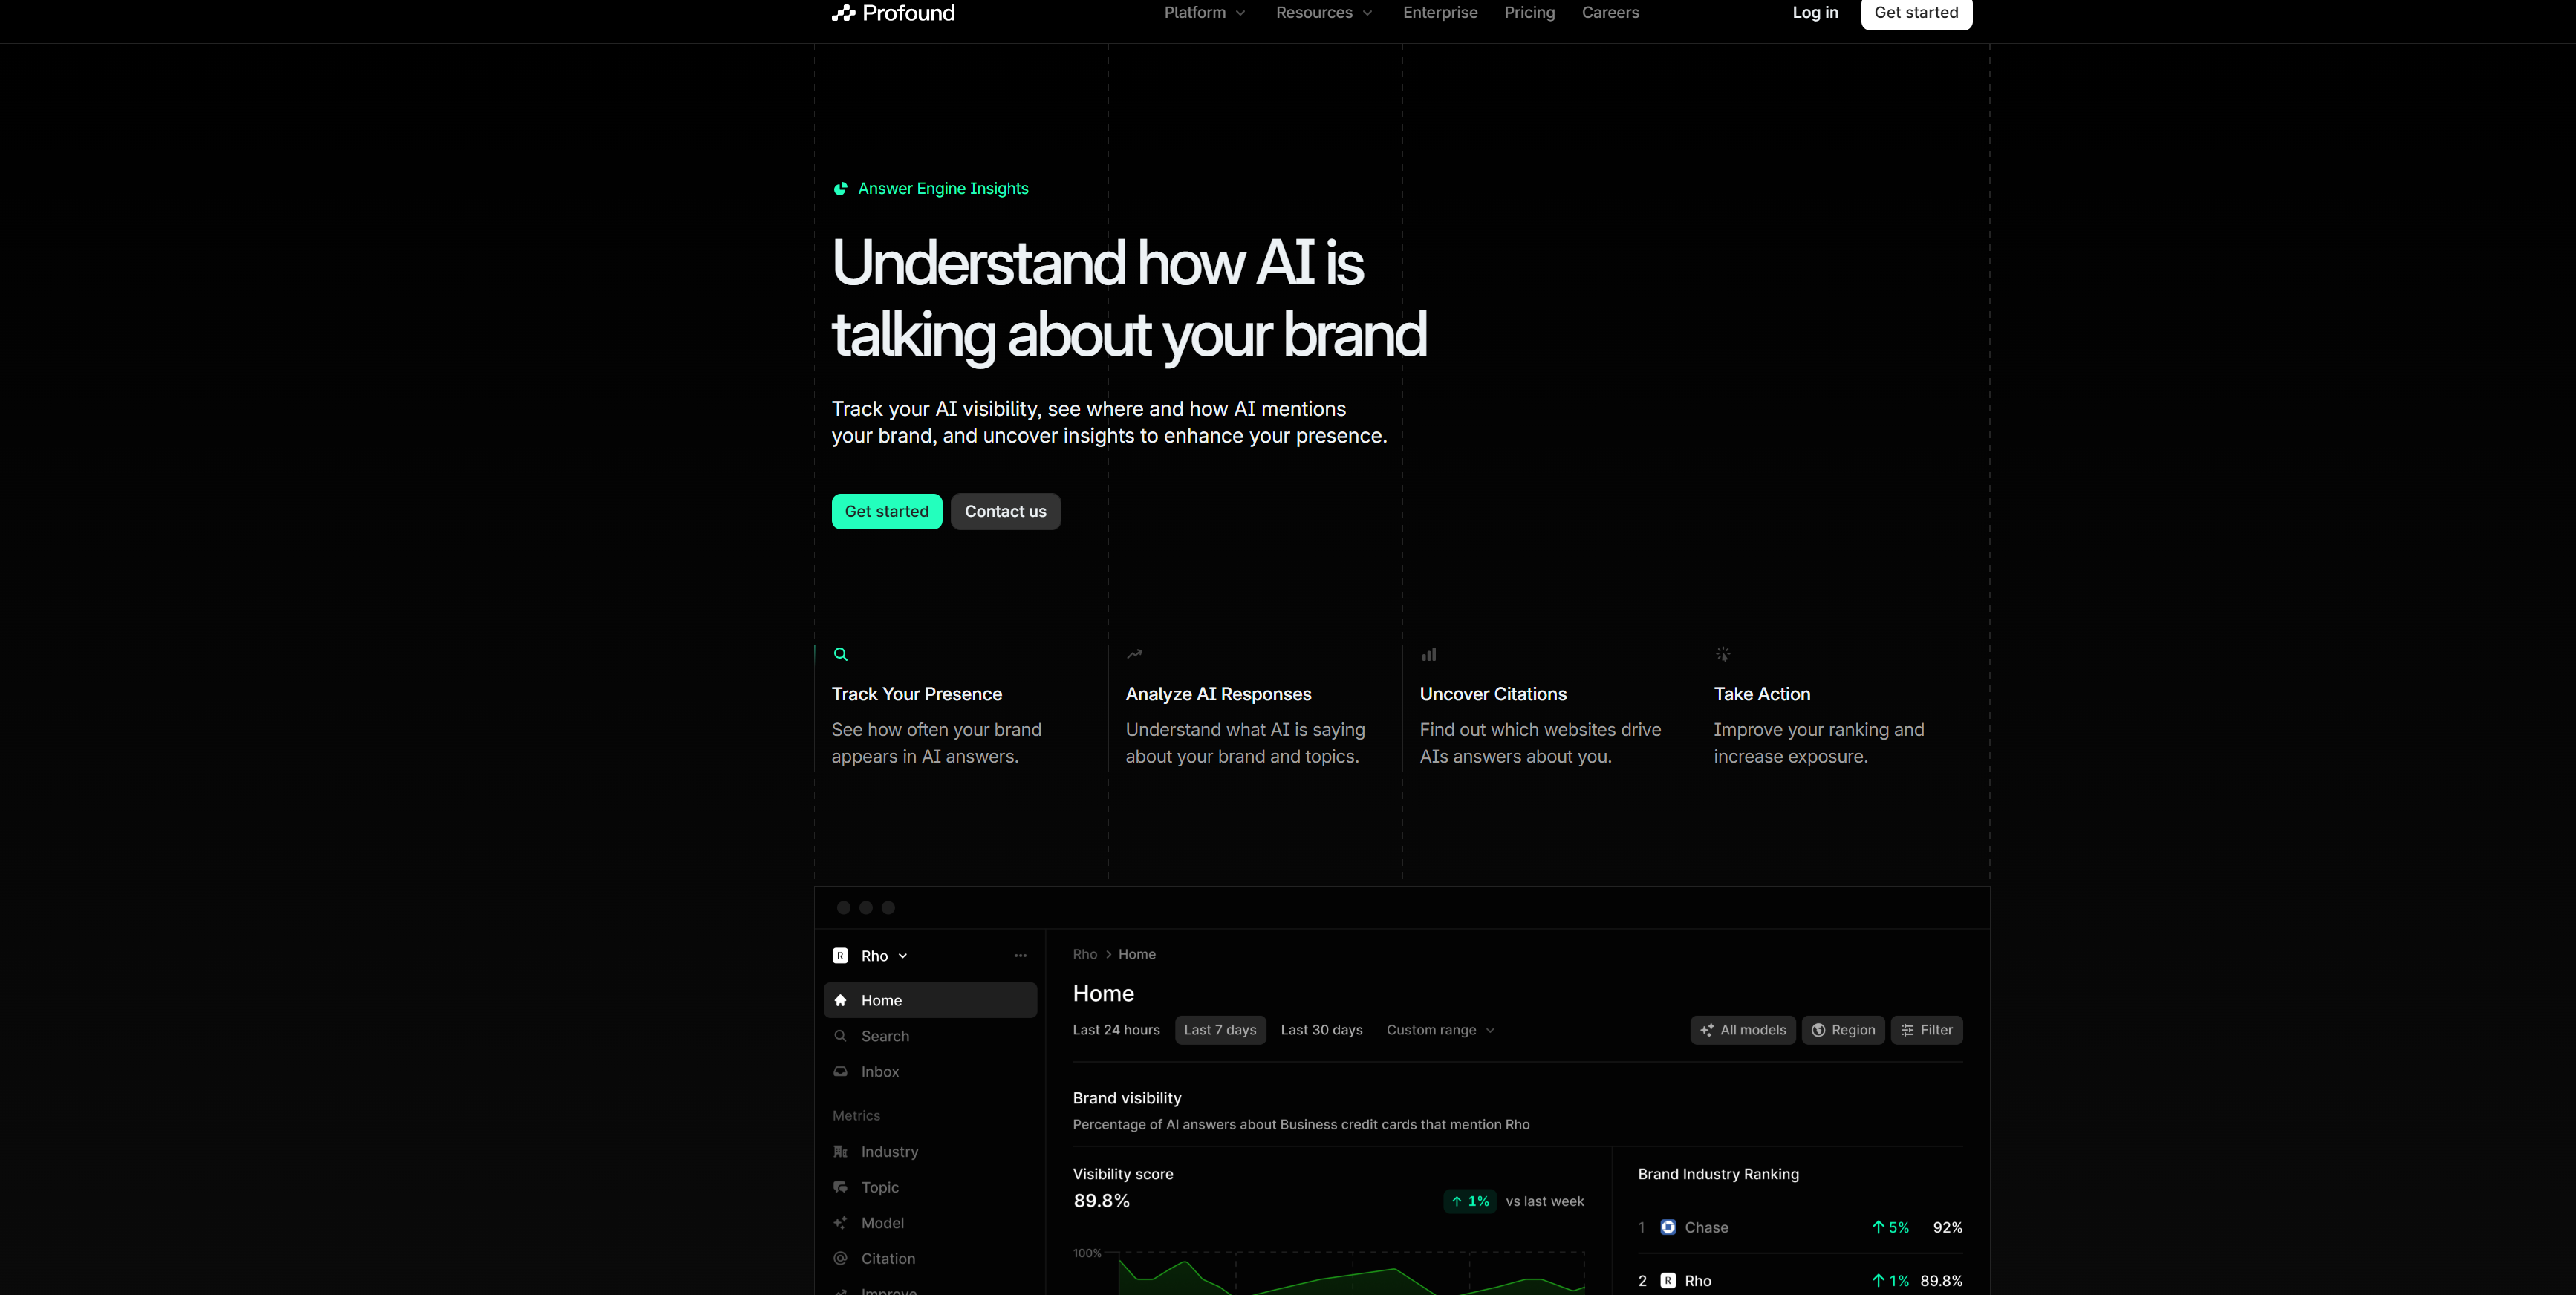 Profound
Platform
Resources
Enterprise
Pricing
Careers
Log in
Get started
Answer Engine Insights
Understand how AI is
talking about your brand
Track your AI visibility, see where and how AI mentions
your brand, and uncover insights to enhance your presence.
Get started
Contact us
Track Your Presence
See how often your brand
appears in AI answers.
Analyze AI Responses
Understand what AI is saying
about your brand and topics.
Uncover Citations
Find out which websites drive
AIs answers about you.
Take Action
Improve your ranking and
increase exposure.
R Rho
Home
Search
Inbox
Metrics
Industry
Topic
Model
Citation
Improve
Rho > Home
Home
Last 24 hours
Last 7 days
Last 30 days
Custom range
All models
Region
Filter
Brand visibility
Percentage of AI answers about Business credit cards that mention Rho
Visibility score
89.8%
↑ 1% vs last week
100%
Brand Industry Ranking
1 Chase ↑ 5% 92%
2 R Rho ↑ 1% 89.8%